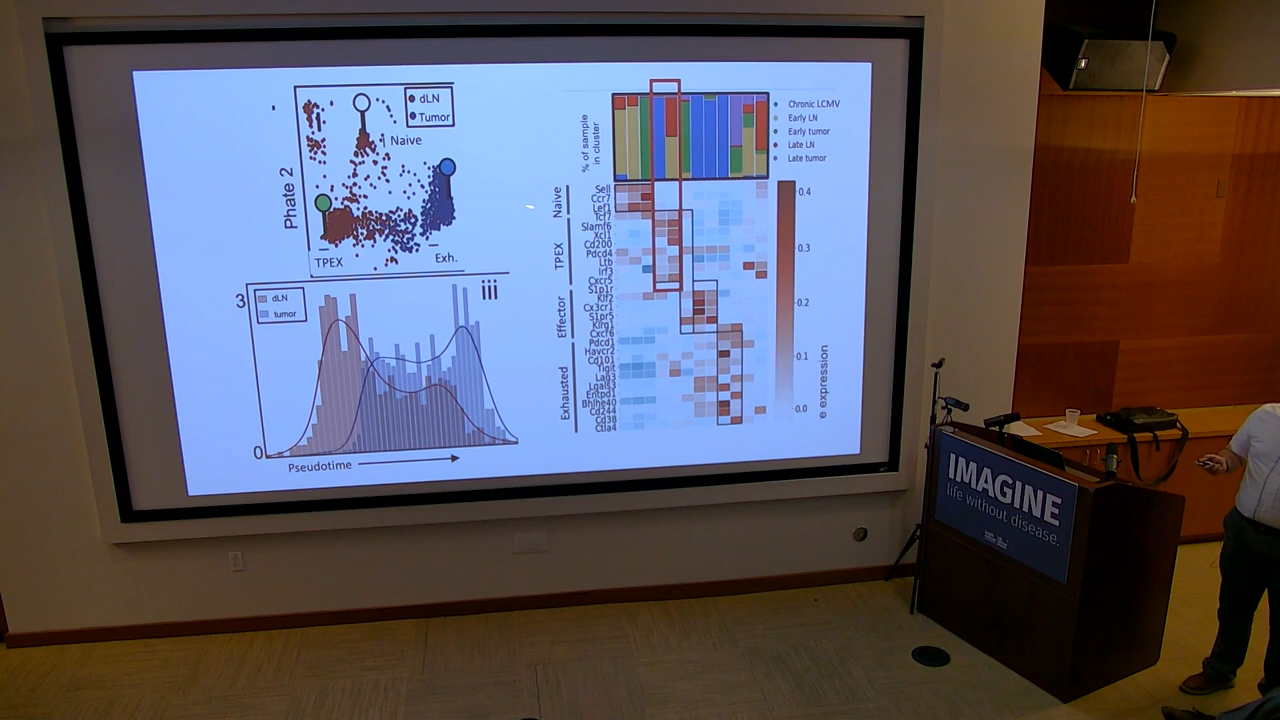 dLN
Tumor
Naive
Phate 2
TPEX
Exh.
3
dLN
tumor
iii
0
Pseudotime
% of sample
in cluster
Chronic LCMV
Early LN
Early tumor
Late LN
Late tumor
Naive
TPEX
Effector
Exhausted
Sell
Ccr7
Lef1
Tcf7
Slamf6
Xcl1
Cd200
Pdcd4
Ltb
Irf3
Cxcr5
S1pr1
Klf2
Cx3cr1
S1pr5
Klrg1
Cxcr6
Pdcd1
Havcr2
Cd101
Tigit
Lag3
Lgals3
Entpd1
Bhlhe40
Cd244
Ctla4
0.4
0.3
0.2
0.1
0.0
e expression
IMAGINE
life without disease.